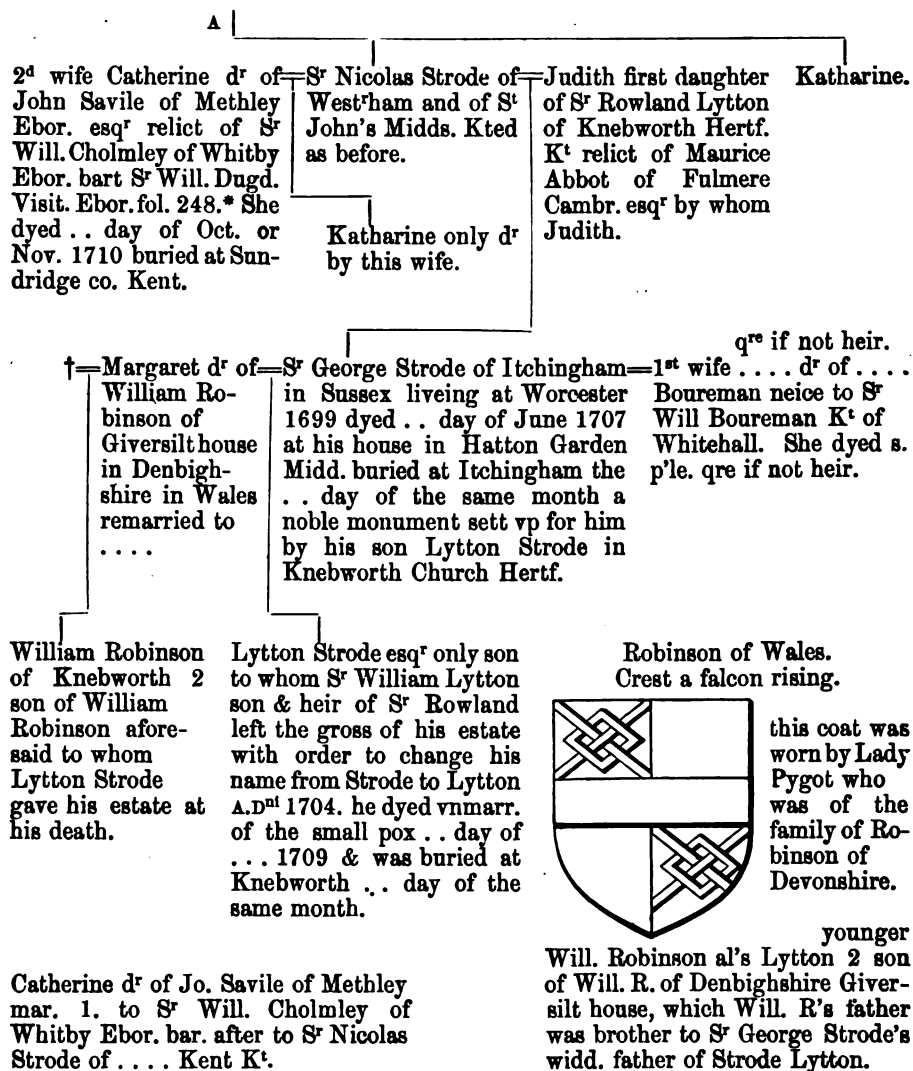 A
2ᵈ wife Catherine dʳ of
John Savile of Methley
Ebor. esqʳ relict of Sʳ
Will. Cholmley of Whitby
Ebor. bart Sʳ Will. Dugd.
Visit. Ebor. fol. 248.* She
dyed . . day of Oct. or
Nov. 1710 buried at Sun-
dridge co. Kent.
Sʳ Nicolas Strode of
Westʳham and of Sᵗ
John's Midds. Kted
as before.
Judith first daughter
of Sʳ Rowland Lytton
of Knebworth Hertf.
Kᵗ relict of Maurice
Abbot of Fulmere
Cambr. esqʳ by whom
Judith.
Katharine.
Katharine only dʳ
by this wife.
†=Margaret dʳ of=
William Ro-
binson of
Giversilt house
in Denbigh-
shire in Wales
remarried to
. . . .
Sʳ George Strode of Itchingham=
in Sussex liveing at Worcester
1699 dyed . . day of June 1707
at his house in Hatton Garden
Midd. buried at Itchingham the
. . day of the same month a
noble monument sett vp for him
by his son Lytton Strode in
Knebworth Church Hertf.
qʳᵉ if not heir.
1ˢᵗ wife . . . . dʳ of . . . .
Boureman neice to Sʳ
Will Boureman Kᵗ of
Whitehall. She dyed s.
p'le. qre if not heir.
William Robinson
of Knebworth 2
son of William
Robinson afore-
said to whom
Lytton Strode
gave his estate at
his death.
Lytton Strode esqʳ only son
to whom Sʳ William Lytton
son & heir of Sʳ Rowland
left the gross of his estate
with order to change his
name from Strode to Lytton
A.Dⁿⁱ 1704. he dyed vnmarr.
of the small pox . . day of
. . . 1709 & was buried at
Knebworth . . day of the
same month.
Robinson of Wales.
Crest a falcon rising.
this coat was
worn by Lady
Pygot who
was of the
family of Ro-
binson of
Devonshire.
younger
Will. Robinson al's Lytton 2 son
of Will. R. of Denbighshire Giver-
silt house, which Will. R's father
was brother to Sʳ George Strode's
widd. father of Strode Lytton.
Catherine dʳ of Jo. Savile of Methley
mar. 1. to Sʳ Will. Cholmley of
Whitby Ebor. bar. after to Sʳ Nicolas
Strode of . . . . Kent Kᵗ.